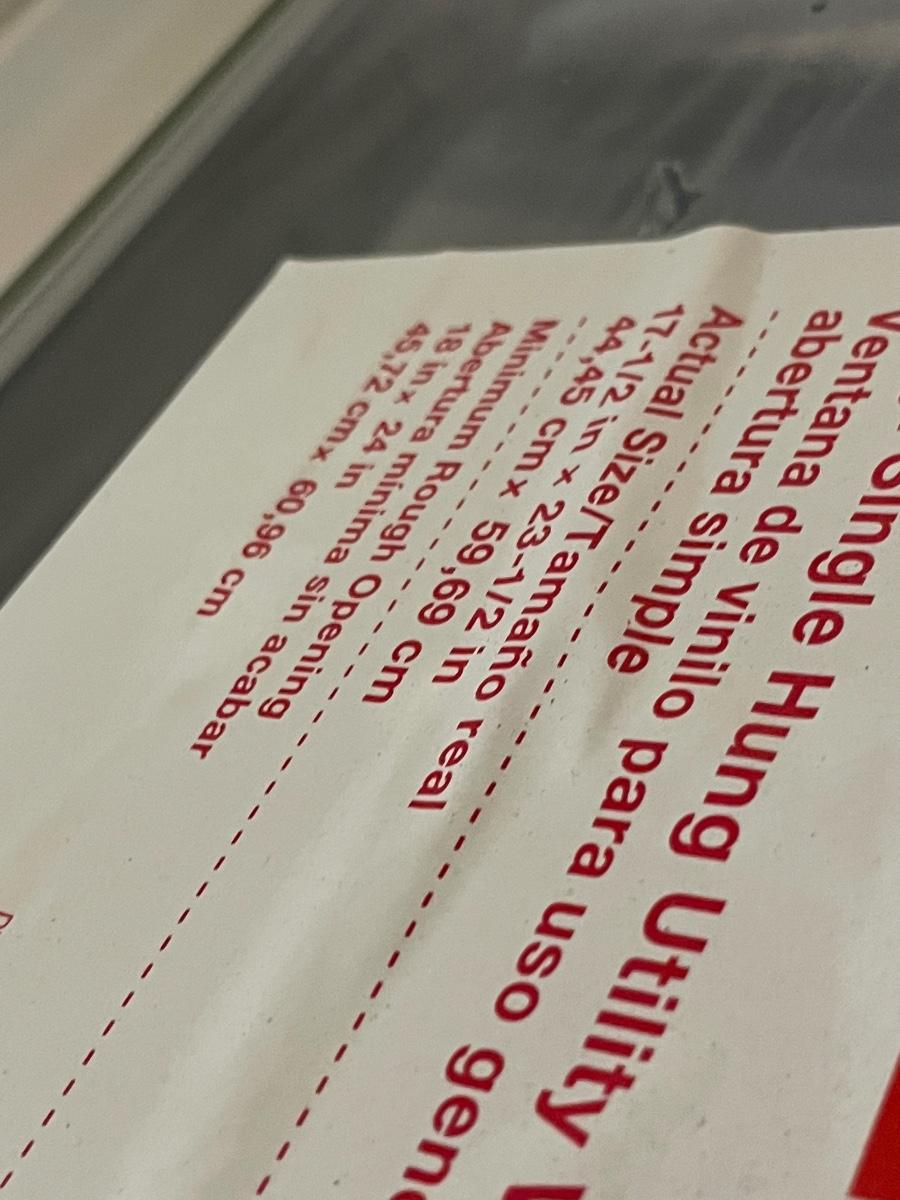 Single Hung Utility
Ventana de vinilo para uso gene
abertura simple
Actual Size/Tamaño real
17-1/2 in x 23-1/2 in
44,45 cm x 59,69 cm
Minimum Rough Opening
Abertura mínima sin acabar
18 in x 24 in
45,72 cm x 60,96 cm